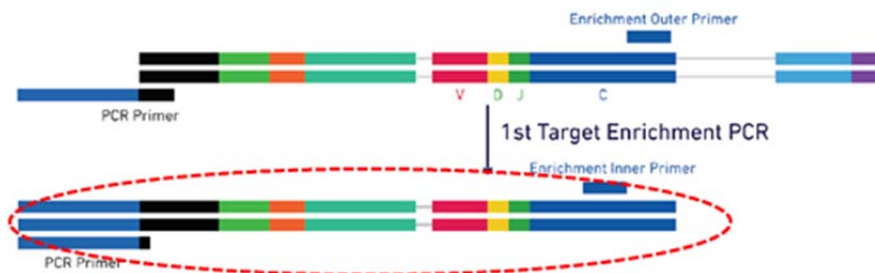 Enrichment Outer Primer
V D J C
PCR Primer
1st Target Enrichment PCR
Enrichment Inner Primer
PCR Primer